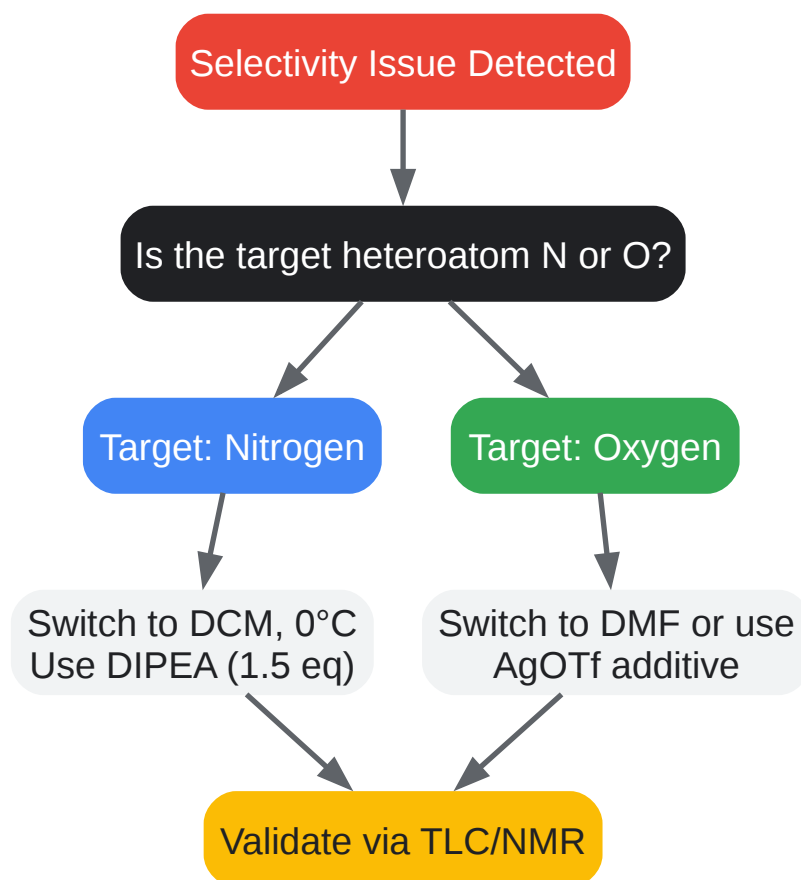 Selectivity Issue Detected
Is the target heteroatom N or O?
Target: Nitrogen
Target: Oxygen
Switch to DCM, 0°C
Use DIPEA (1.5 eq)
Switch to DMF or use
AgOTf additive
Validate via TLC/NMR